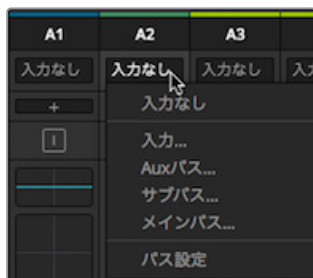 A1 A2 A3
入力なし 入力なし 入力なし 入
+
I
入力なし
入力...
Auxバス...
サブバス...
メインバス...
パス設定